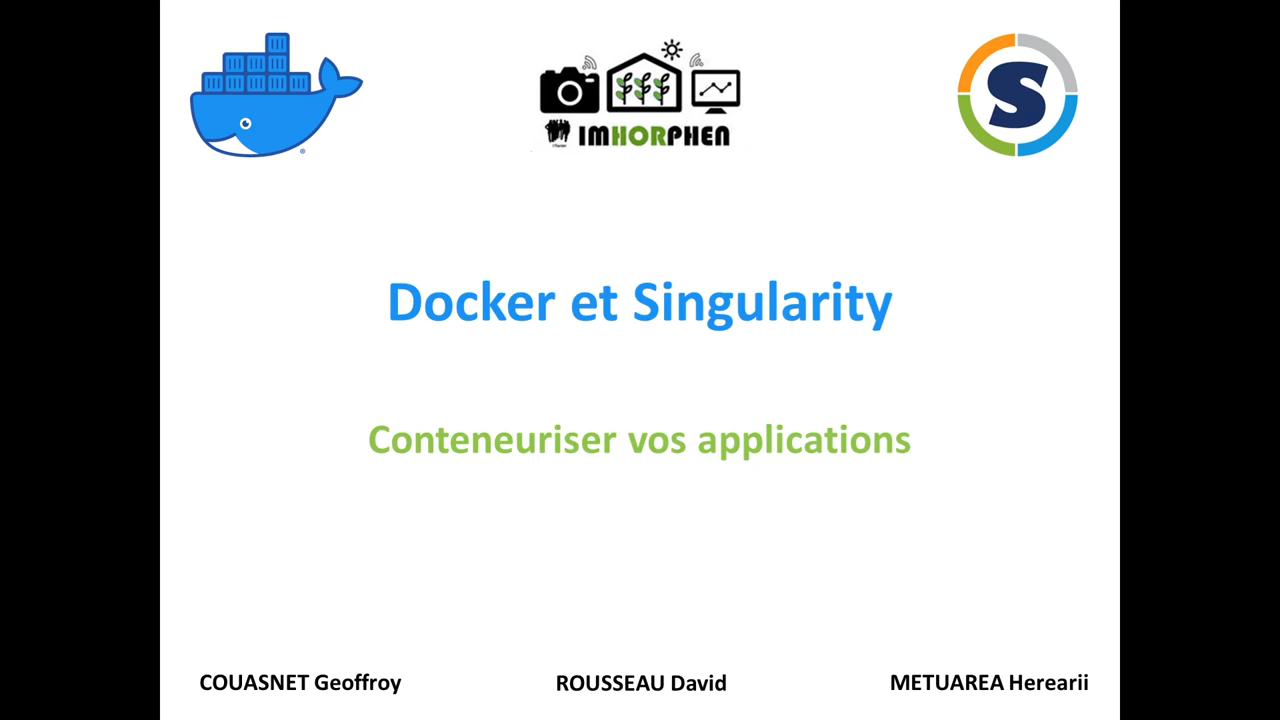 IMHORPHEN
Docker et Singularity
Conteneuriser vos applications
COUASNET Geoffroy
ROUSSEAU David
METUAREA Herearii